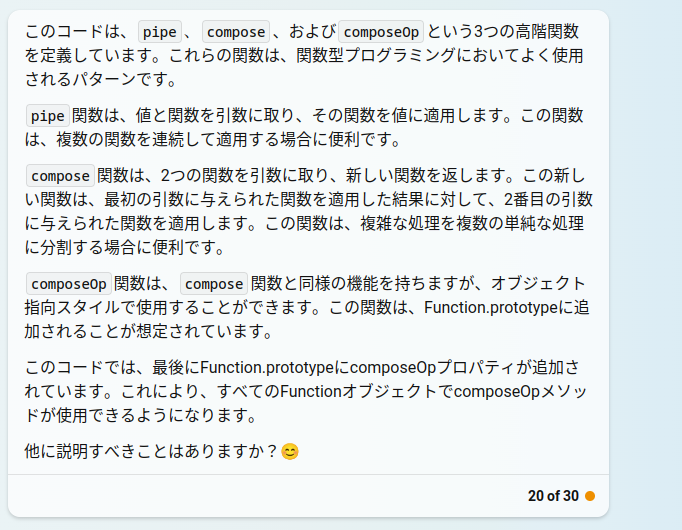 このコードは、 pipe 、 compose 、および composeOp という3つの高階関数
を定義しています。これらの関数は、関数型プログラミングにおいてよく使用
されるパターンです。
pipe 関数は、値と関数を引数に取り、その関数を値に適用します。この関数
は、複数の関数を連続して適用する場合に便利です。
compose 関数は、2つの関数を引数に取り、新しい関数を返します。この新し
い関数は、最初の引数に与えられた関数を適用した結果に対して、2番目の引数
に与えられた関数を適用します。この関数は、複雑な処理を複数の単純な処理
に分割する場合に便利です。
composeOp 関数は、 compose 関数と同様の機能を持ちますが、オブジェクト
指向スタイルで使用することができます。この関数は、Function.prototypeに追
加されることが想定されています。
このコードでは、最後にFunction.prototypeにcomposeOpプロパティが追加さ
れています。これにより、すべてのFunctionオブジェクトでcomposeOpメソッ
ドが使用できるようになります。
他に説明すべきことはありますか？😊
20 of 30